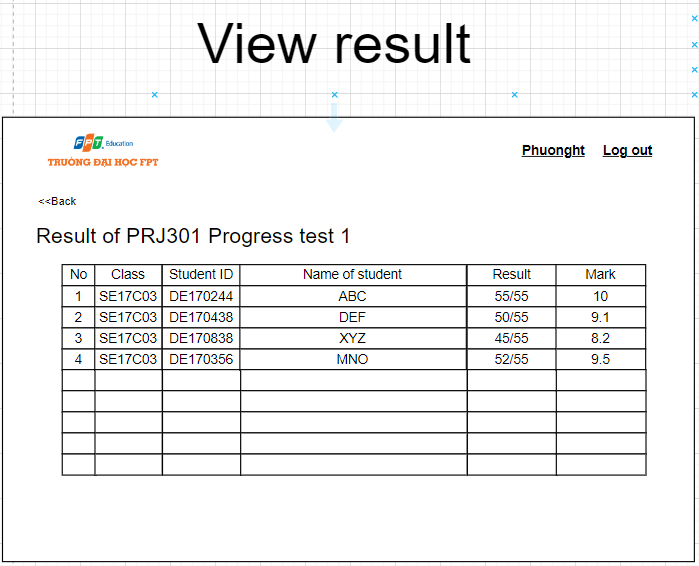 View result
FPT Education
TRƯỜNG ĐẠI HỌC FPT
Phuonght Log out
<<Back
Result of PRJ301 Progress test 1
No Class Student ID Name of student Result Mark
1 SE17C03 DE170244 ABC 55/55 10
2 SE17C03 DE170438 DEF 50/55 9.1
3 SE17C03 DE170838 XYZ 45/55 8.2
4 SE17C03 DE170356 MNO 52/55 9.5